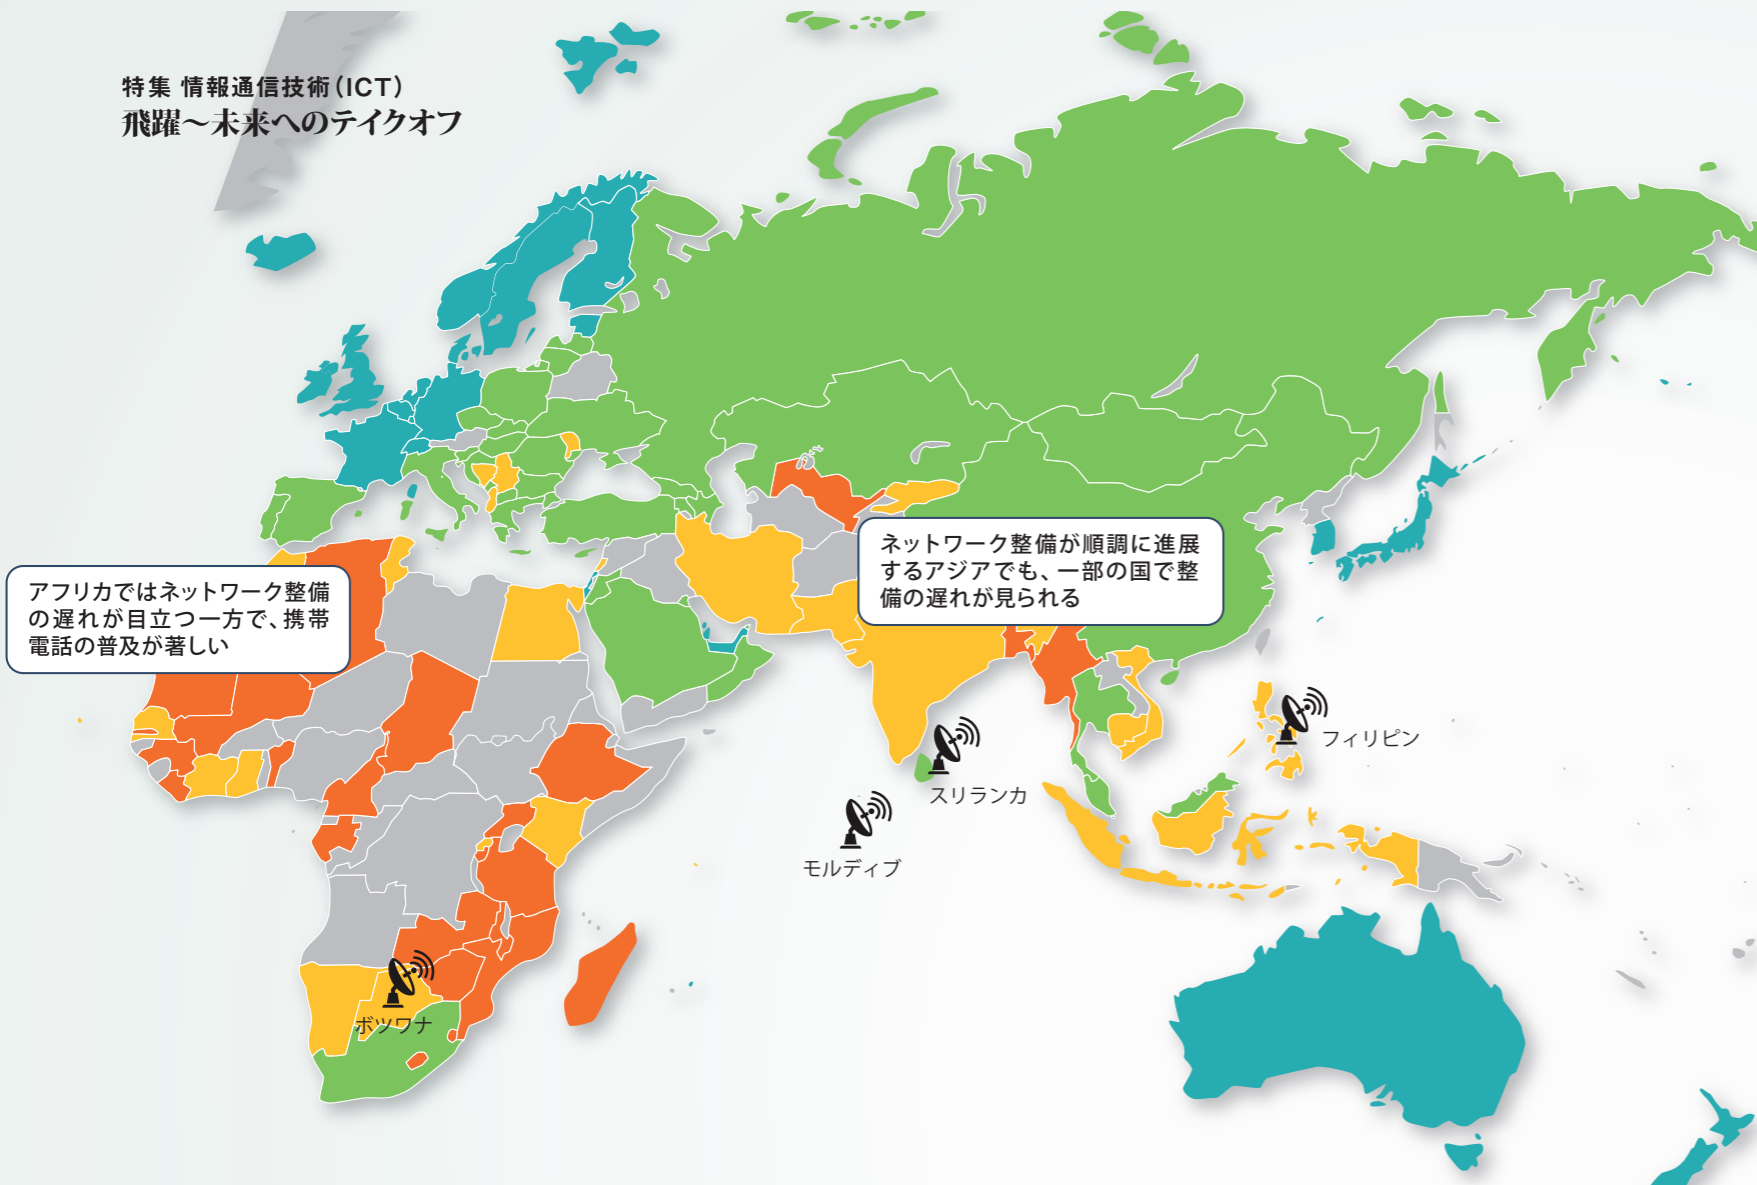 特集 情報通信技術(ICT)
飛躍～未来へのテイクオフ
ネットワーク整備が順調に進展
するアジアでも、一部の国で整
備の遅れが見られる
アフリカではネットワーク整備
の遅れが目立つ一方で、携帯
電話の普及が著しい
フィリピン
スリランカ
モルディブ
ボツワナ